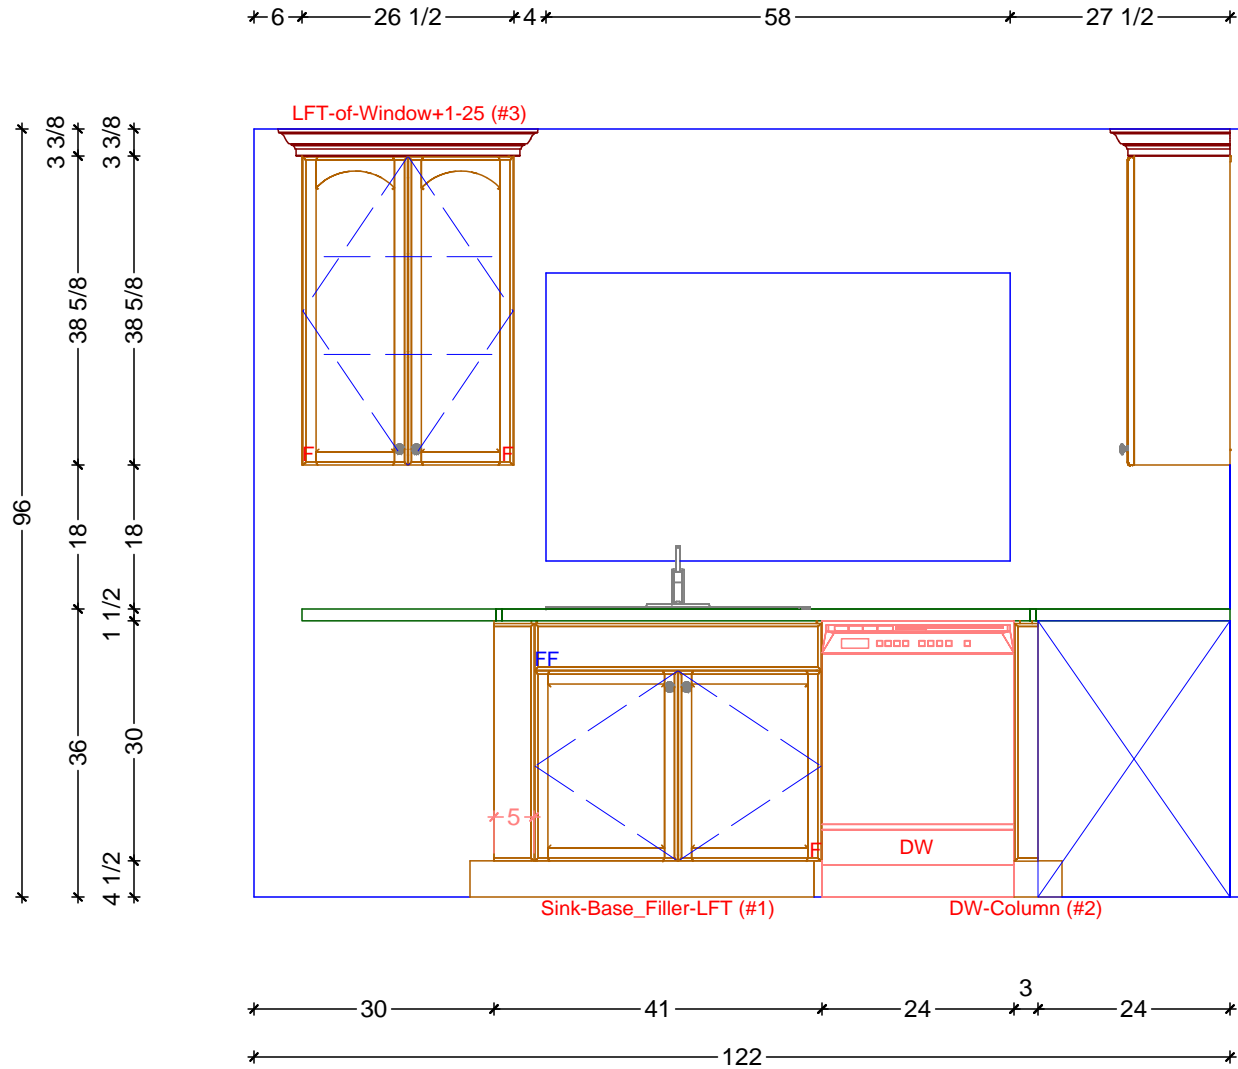 6 26 1/2 4 58 27 1/2
LFT-of-Window+1-25 (#3)
3 3/8 3 3/8
38 5/8 38 5/8
F F
96 18 18
1 1/2
FF
36 30
5
DW
F
4 1/2
Sink-Base_Filler-LFT (#1) DW-Column (#2)
30 41 24 3 24
122